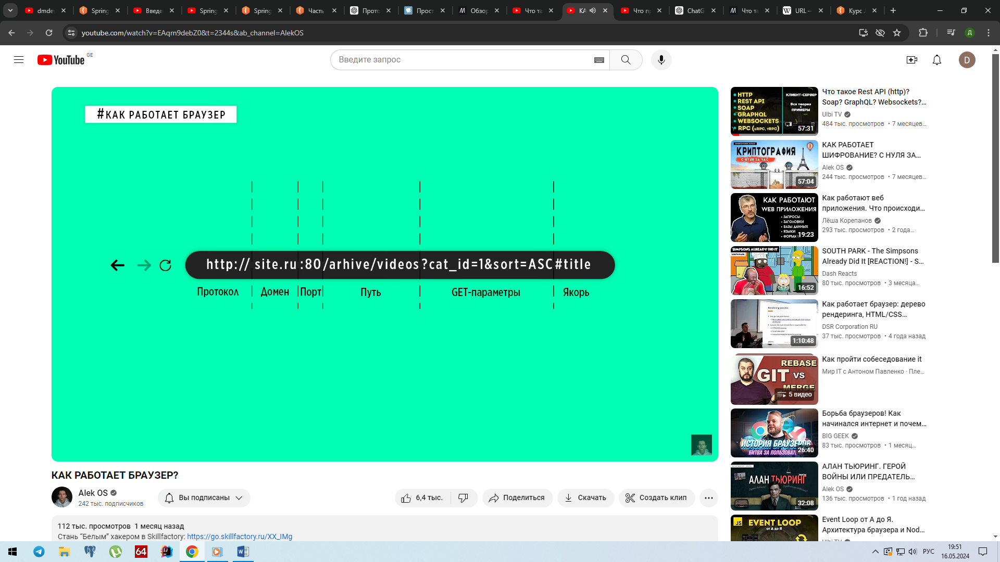 dmde
Spring
Введе
Spring
Spring
Часть
Прото
Прост
Обзор
Что та
КА
Что п
ChatG
Что та
URL –
Курс
youtube.com/watch?v=EAqrn9debZ0&t=2344s&ab_channel=AlekOS
Д
YouTube GE
Введите запрос
D
#КАК РАБОТАЕТ БРАУЗЕР
http:// site.ru:80/arhive/videos?cat_id=1&sort=ASC#title
Протокол Домен Порт Путь GET-параметры Якорь
КАК РАБОТАЕТ БРАУЗЕР?
Alek OS
242 тыс. подписчиков
Вы подписаны
6,4 тыс.
Поделиться
Скачать
Создать клип
112 тыс. просмотров 1 месяц назад
Стань “Белым” хакером в Skillfactory: https://go.skillfactory.ru/XX_IMg
HTTP
REST API
SOAP
GRAPHQL
WEBSOCKETS
RPC (gRPC, tRPC)
КЛИЕНТ-СЕРВЕР
Вся теория
+
ПРИМЕРЫ
57:31
Что такое Rest API (http)?
Soap? GraphQL? Websockets?...
Ulbi TV
484 тыс. просмотров • 7 месяцев...
КРИПТОГРАФИЯ
С НУЛЯ ЗА ЧАС
57:04
КАК РАБОТАЕТ
ШИФРОВАНИЕ? С НУЛЯ ЗА...
Alek OS
244 тыс. просмотров • 7 месяцев...
КАК РАБОТАЮТ
WEB ПРИЛОЖЕНИЯ
• ЗАПРОСЫ
• ЗАГОЛОВКИ
• БАЗЫ ДАННЫХ
• ЯЗЫКИ
• ФОРМАТ
19:23
Как работают веб
приложения. Что происходи...
Лёша Корепанов
293 тыс. просмотров • 2 года...
SIMPSONS ALREADY DID IT
SOUTH PARK
16:52
SOUTH PARK - The Simpsons
Already Did It [REACTION!] - S...
Dash Reacts
80 тыс. просмотров • 3 месяца...
Rendering process
1:10:48
Как работает браузер: дерево
рендеринга, HTML/CSS...
DSR Corporation RU
37 тыс. просмотров • 4 года назад
REBASE
GIT VS
MERGE
5 видео
Как пройти собеседование it
Мир IT с Антоном Павленко · Пле...
ИСТОРИЯ БРАУЗЕРОВ
БИТВА ЗА ПОЛЬЗОВАТЕЛЯ
26:40
Борьба браузеров! Как
начинался интернет и почем...
BIG GEEK
83 тыс. просмотров • 1 месяц...
АЛАН ТЬЮРИНГ
32:08
АЛАН ТЬЮРИНГ. ГЕРОЙ
ВОЙНЫ ИЛИ ПРЕДАТЕЛЬ...
Alek OS
136 тыс. просмотров • 1 год назад
JS
EVENT LOOP
от А до Я
Event Loop от А до Я.
Архитектура браузера и Nod...
Ulbi TV
64
РУС
19:51
16.05.2024